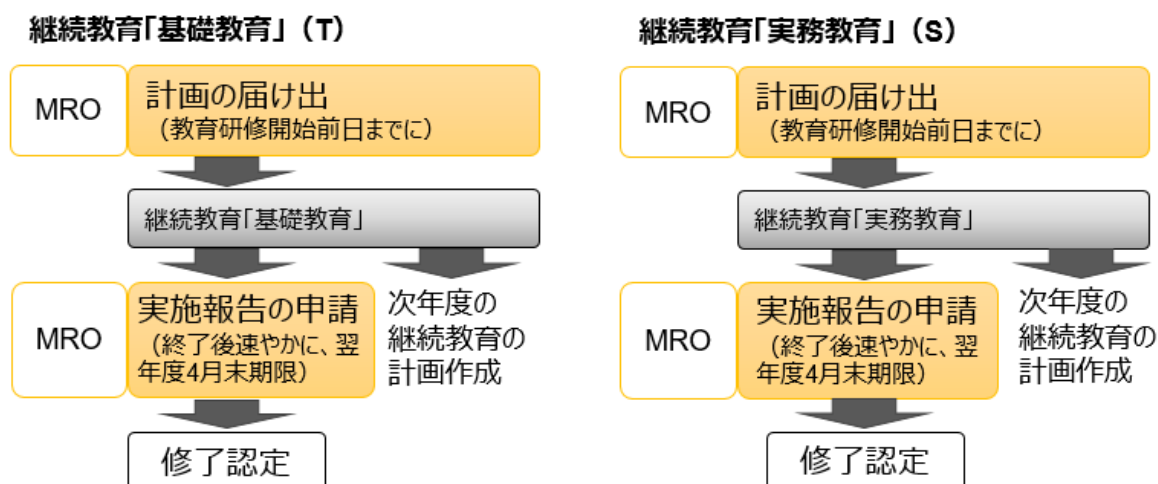 継続教育「基礎教育」（T）
MRO
計画の届け出
（教育研修開始前日までに）
継続教育「基礎教育」
MRO
実施報告の申請
（終了後速やかに、翌
年度4月末期限）
次年度の
継続教育の
計画作成
修了認定
継続教育「実務教育」（S）
MRO
計画の届け出
（教育研修開始前日までに）
継続教育「実務教育」
MRO
実施報告の申請
（終了後速やかに、翌
年度4月末期限）
次年度の
継続教育の
計画作成
修了認定